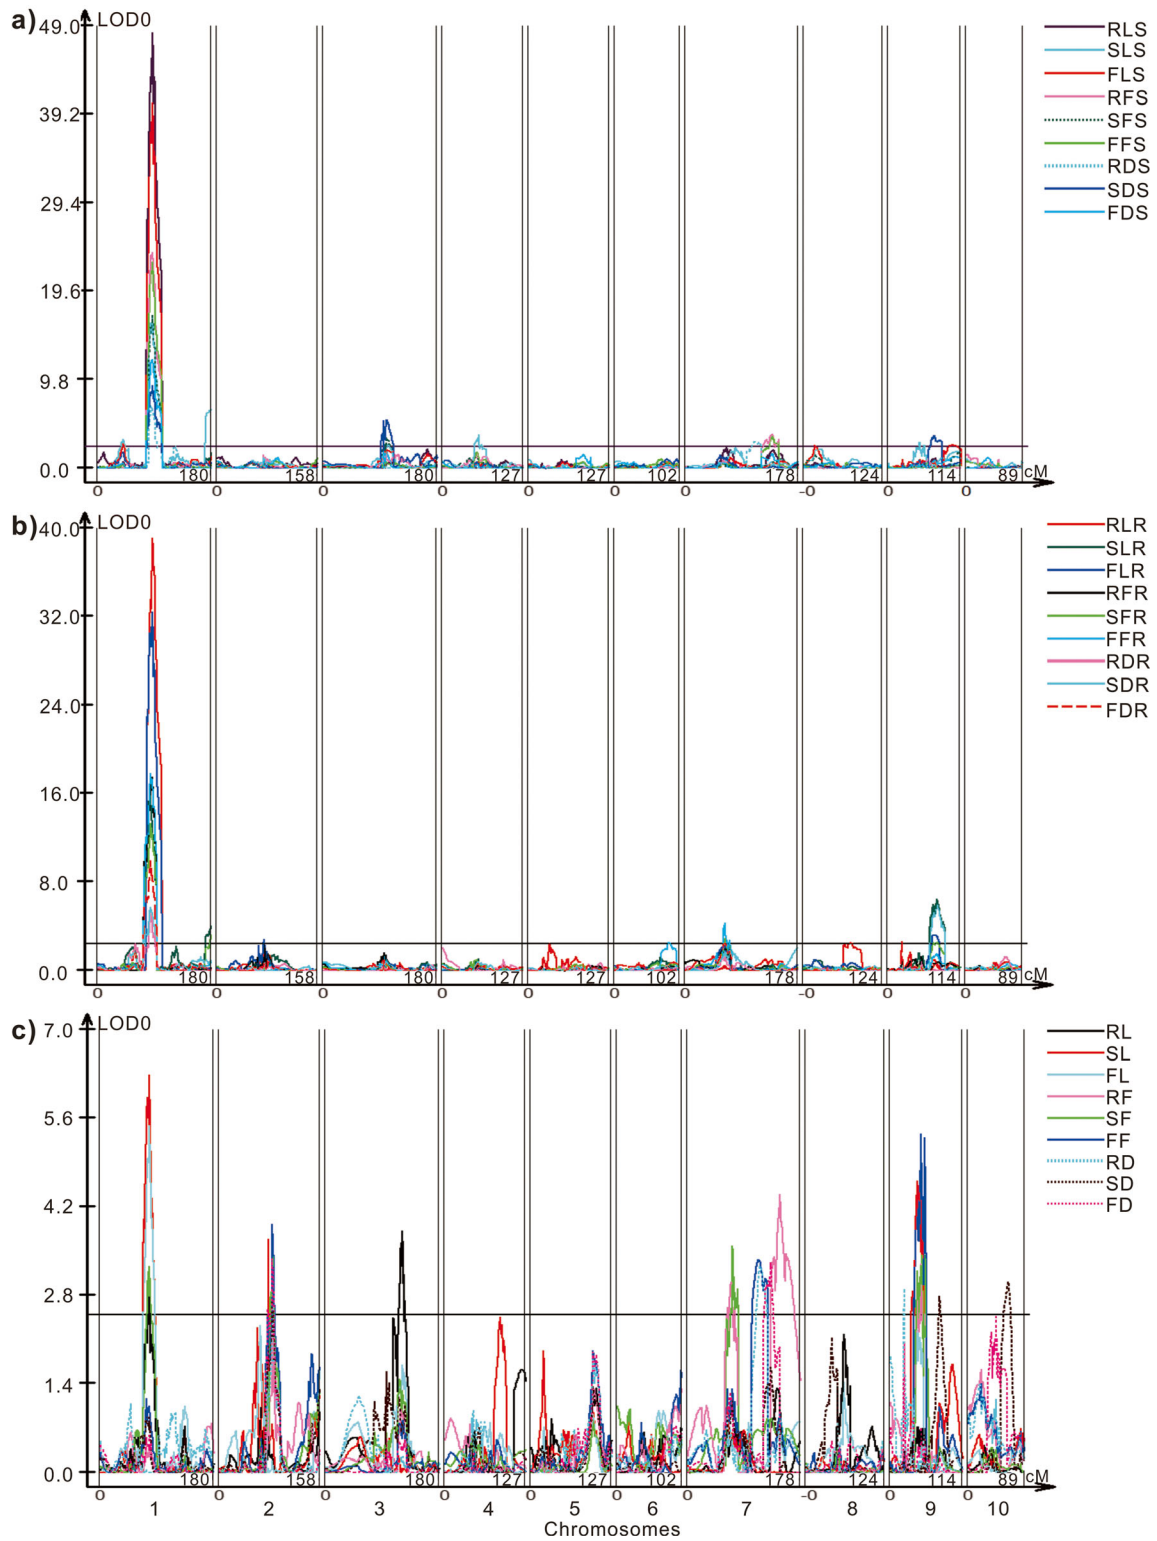 a)
LOD0
49.0
39.2
29.4
19.6
9.8
0.0
180
158
180
127
127
102
178
124
114
89
cM
0
0
0
0
0
0
0
-0
0
0
RLS
SLS
FLS
RFS
SFS
FFS
RDS
SDS
FDS
b)
LOD0
40.0
32.0
24.0
16.0
8.0
0.0
180
158
180
127
127
102
178
124
114
89
cM
0
0
0
0
0
0
0
-0
0
0
RLR
SLR
FLR
RFR
SFR
FFR
RDR
SDR
FDR
c)
LOD0
7.0
5.6
4.2
2.8
1.4
0.0
180
158
180
127
127
102
178
124
114
89
cM
0
0
0
0
0
0
0
-0
0
0
1
2
3
4
5
6
7
8
9
10
Chromosomes
RL
SL
FL
RF
SF
FF
RD
SD
FD